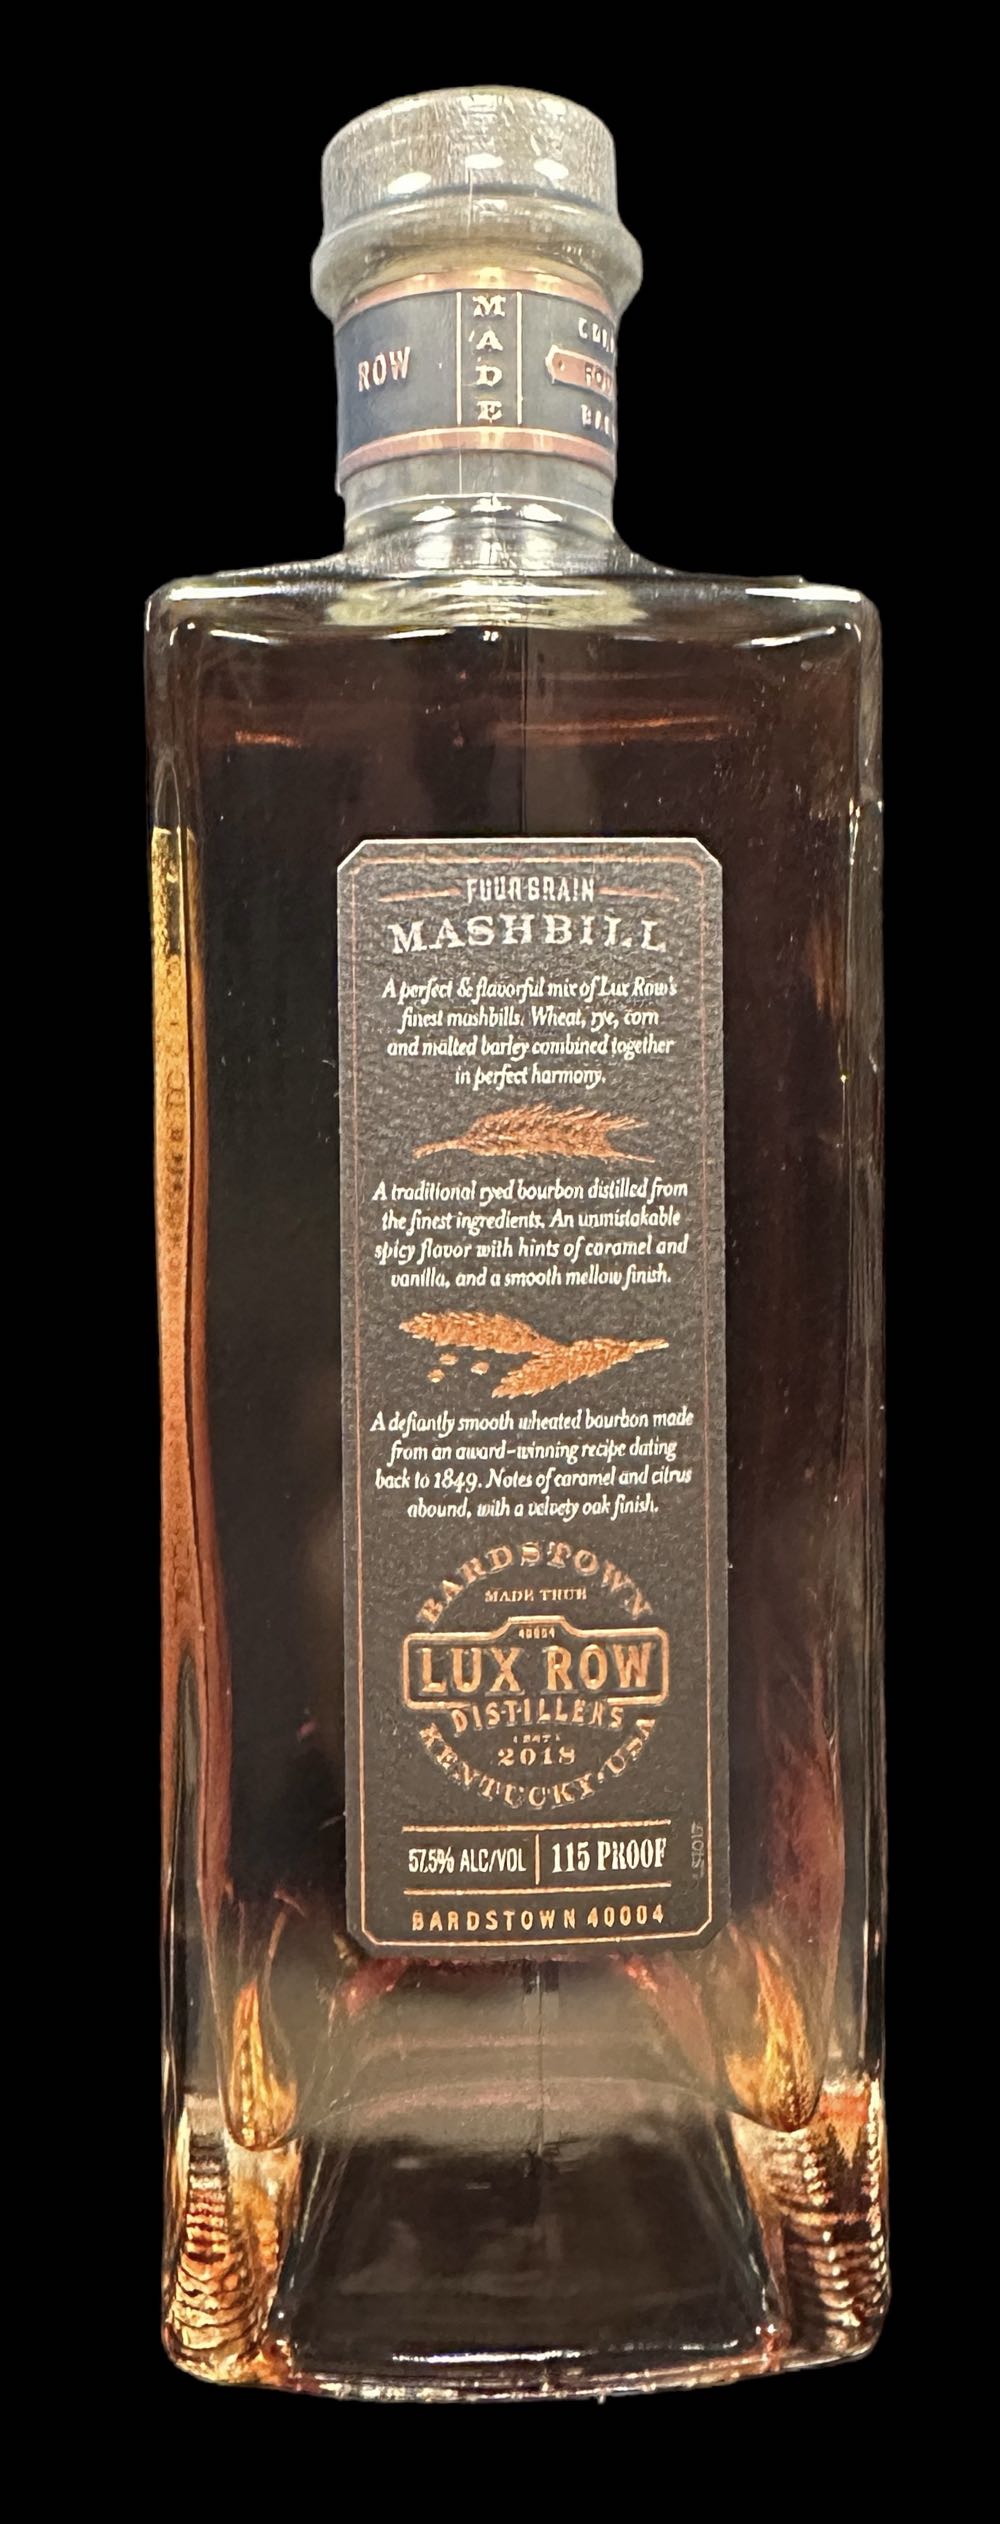 ROW
MADE
FOUR GRAIN
MASHBILL
A perfect & flavorful mix of Lux Row's
finest mashbills. Wheat, rye, corn
and malted barley combined together
in perfect harmony.
A traditional ryed bourbon distilled from
the finest ingredients. An unmistakable
spicy flavor with hints of caramel and
vanilla, and a smooth mellow finish.
A defiantly smooth wheated bourbon made
from an award-winning recipe dating
back to 1849. Notes of caramel and citrus
abound, with a velvety oak finish.
BARDSTOWN
MADE TRUE
40004
LUX ROW
DISTILLERS
EST
2018
KENTUCKY·USA
57.5% ALC/VOL | 115 PROOF
BARDSTOWN 40004